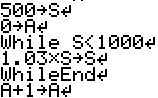 500→S↵
0→A↵
While S<1000↵
1.03×S→S↵
WhileEnd↵
A+1→A↵